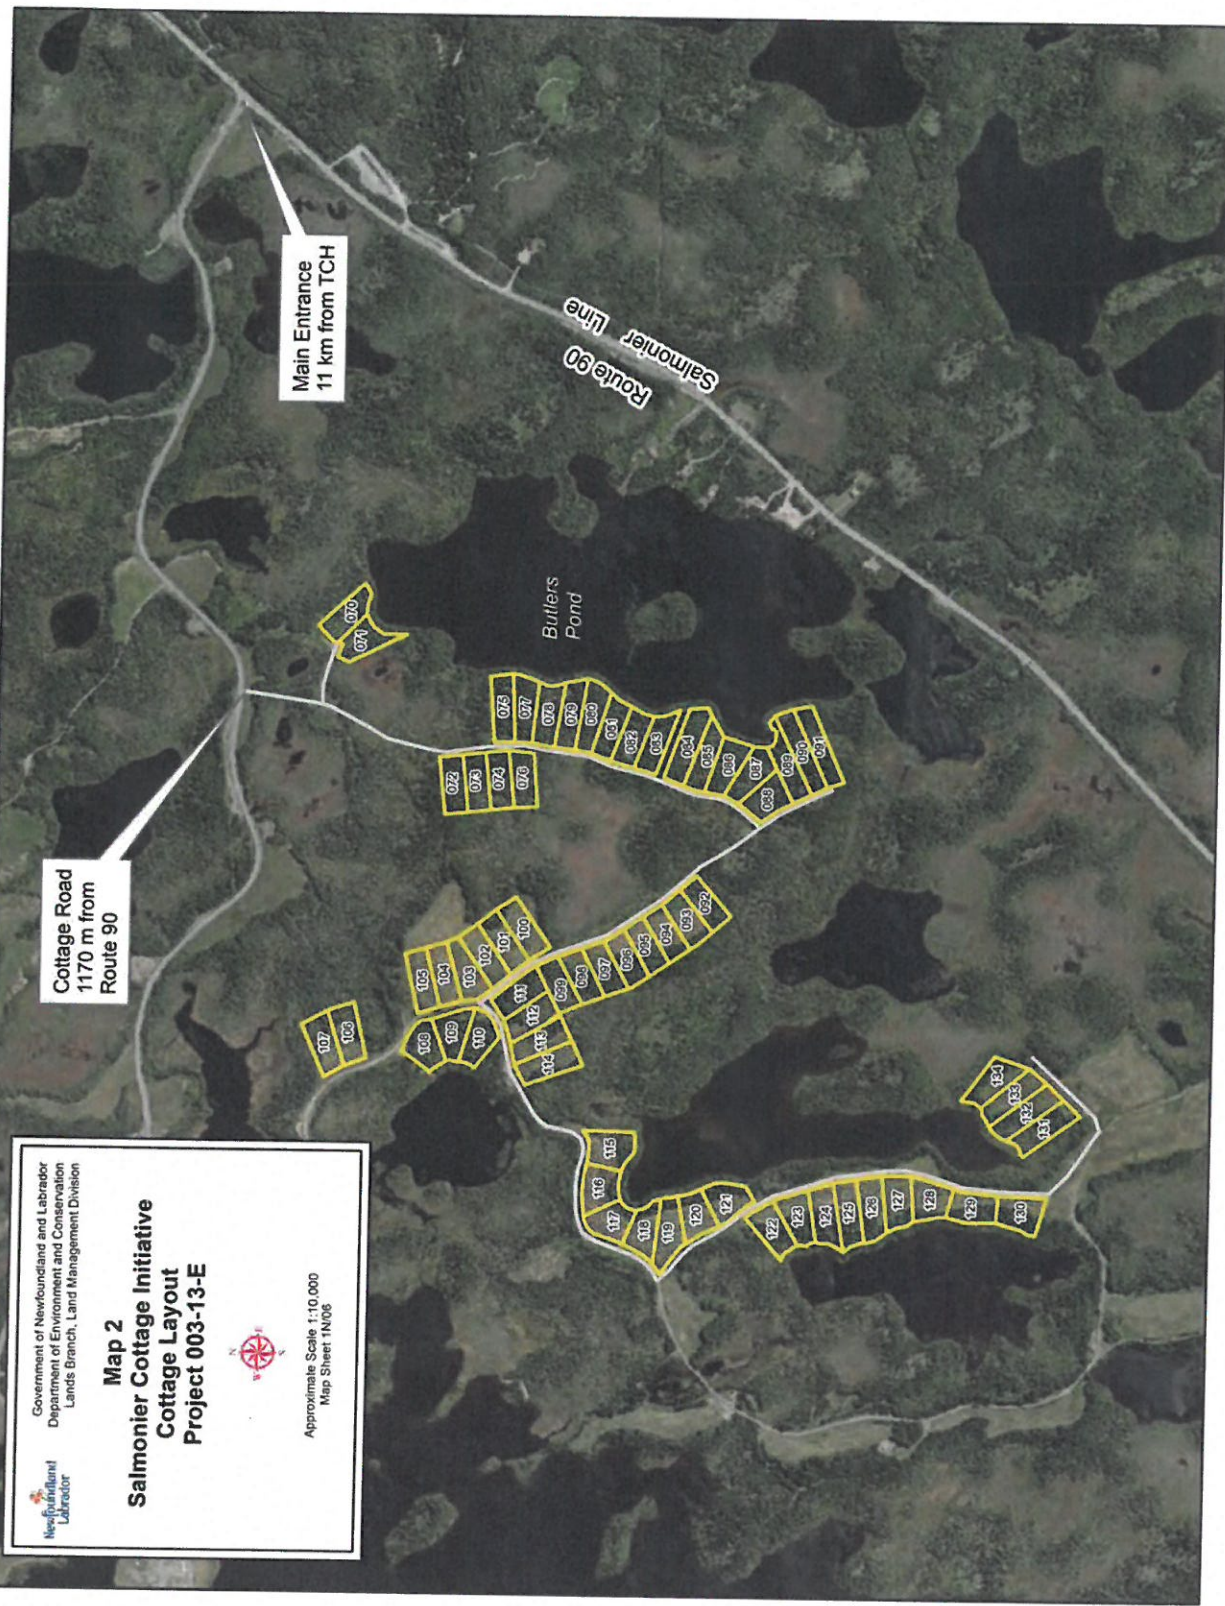 Newfoundland
Labrador
Government of Newfoundland and Labrador
Department of Environment and Conservation
Lands Branch, Land Management Division
Map 2
Salmonier Cottage Initiative
Cottage Layout
Project 003-13-E
N
W
E
S
Approximate Scale 1:10,000
Map Sheet 1N/06
Cottage Road
1170 m from
Route 90
Main Entrance
11 km from TCH
Route 90
Salmonier Line
Butlers
Pond
070
071
072
073
074
076
075
077
078
079
080
081
082
083
084
085
086
087
088
089
090
091
092
093
094
095
096
097
098
099
100
101
102
103
104
105
106
107
108
109
110
111
112
113
114
115
116
117
118
119
120
121
122
123
124
125
126
127
128
129
130
131
132
133
134